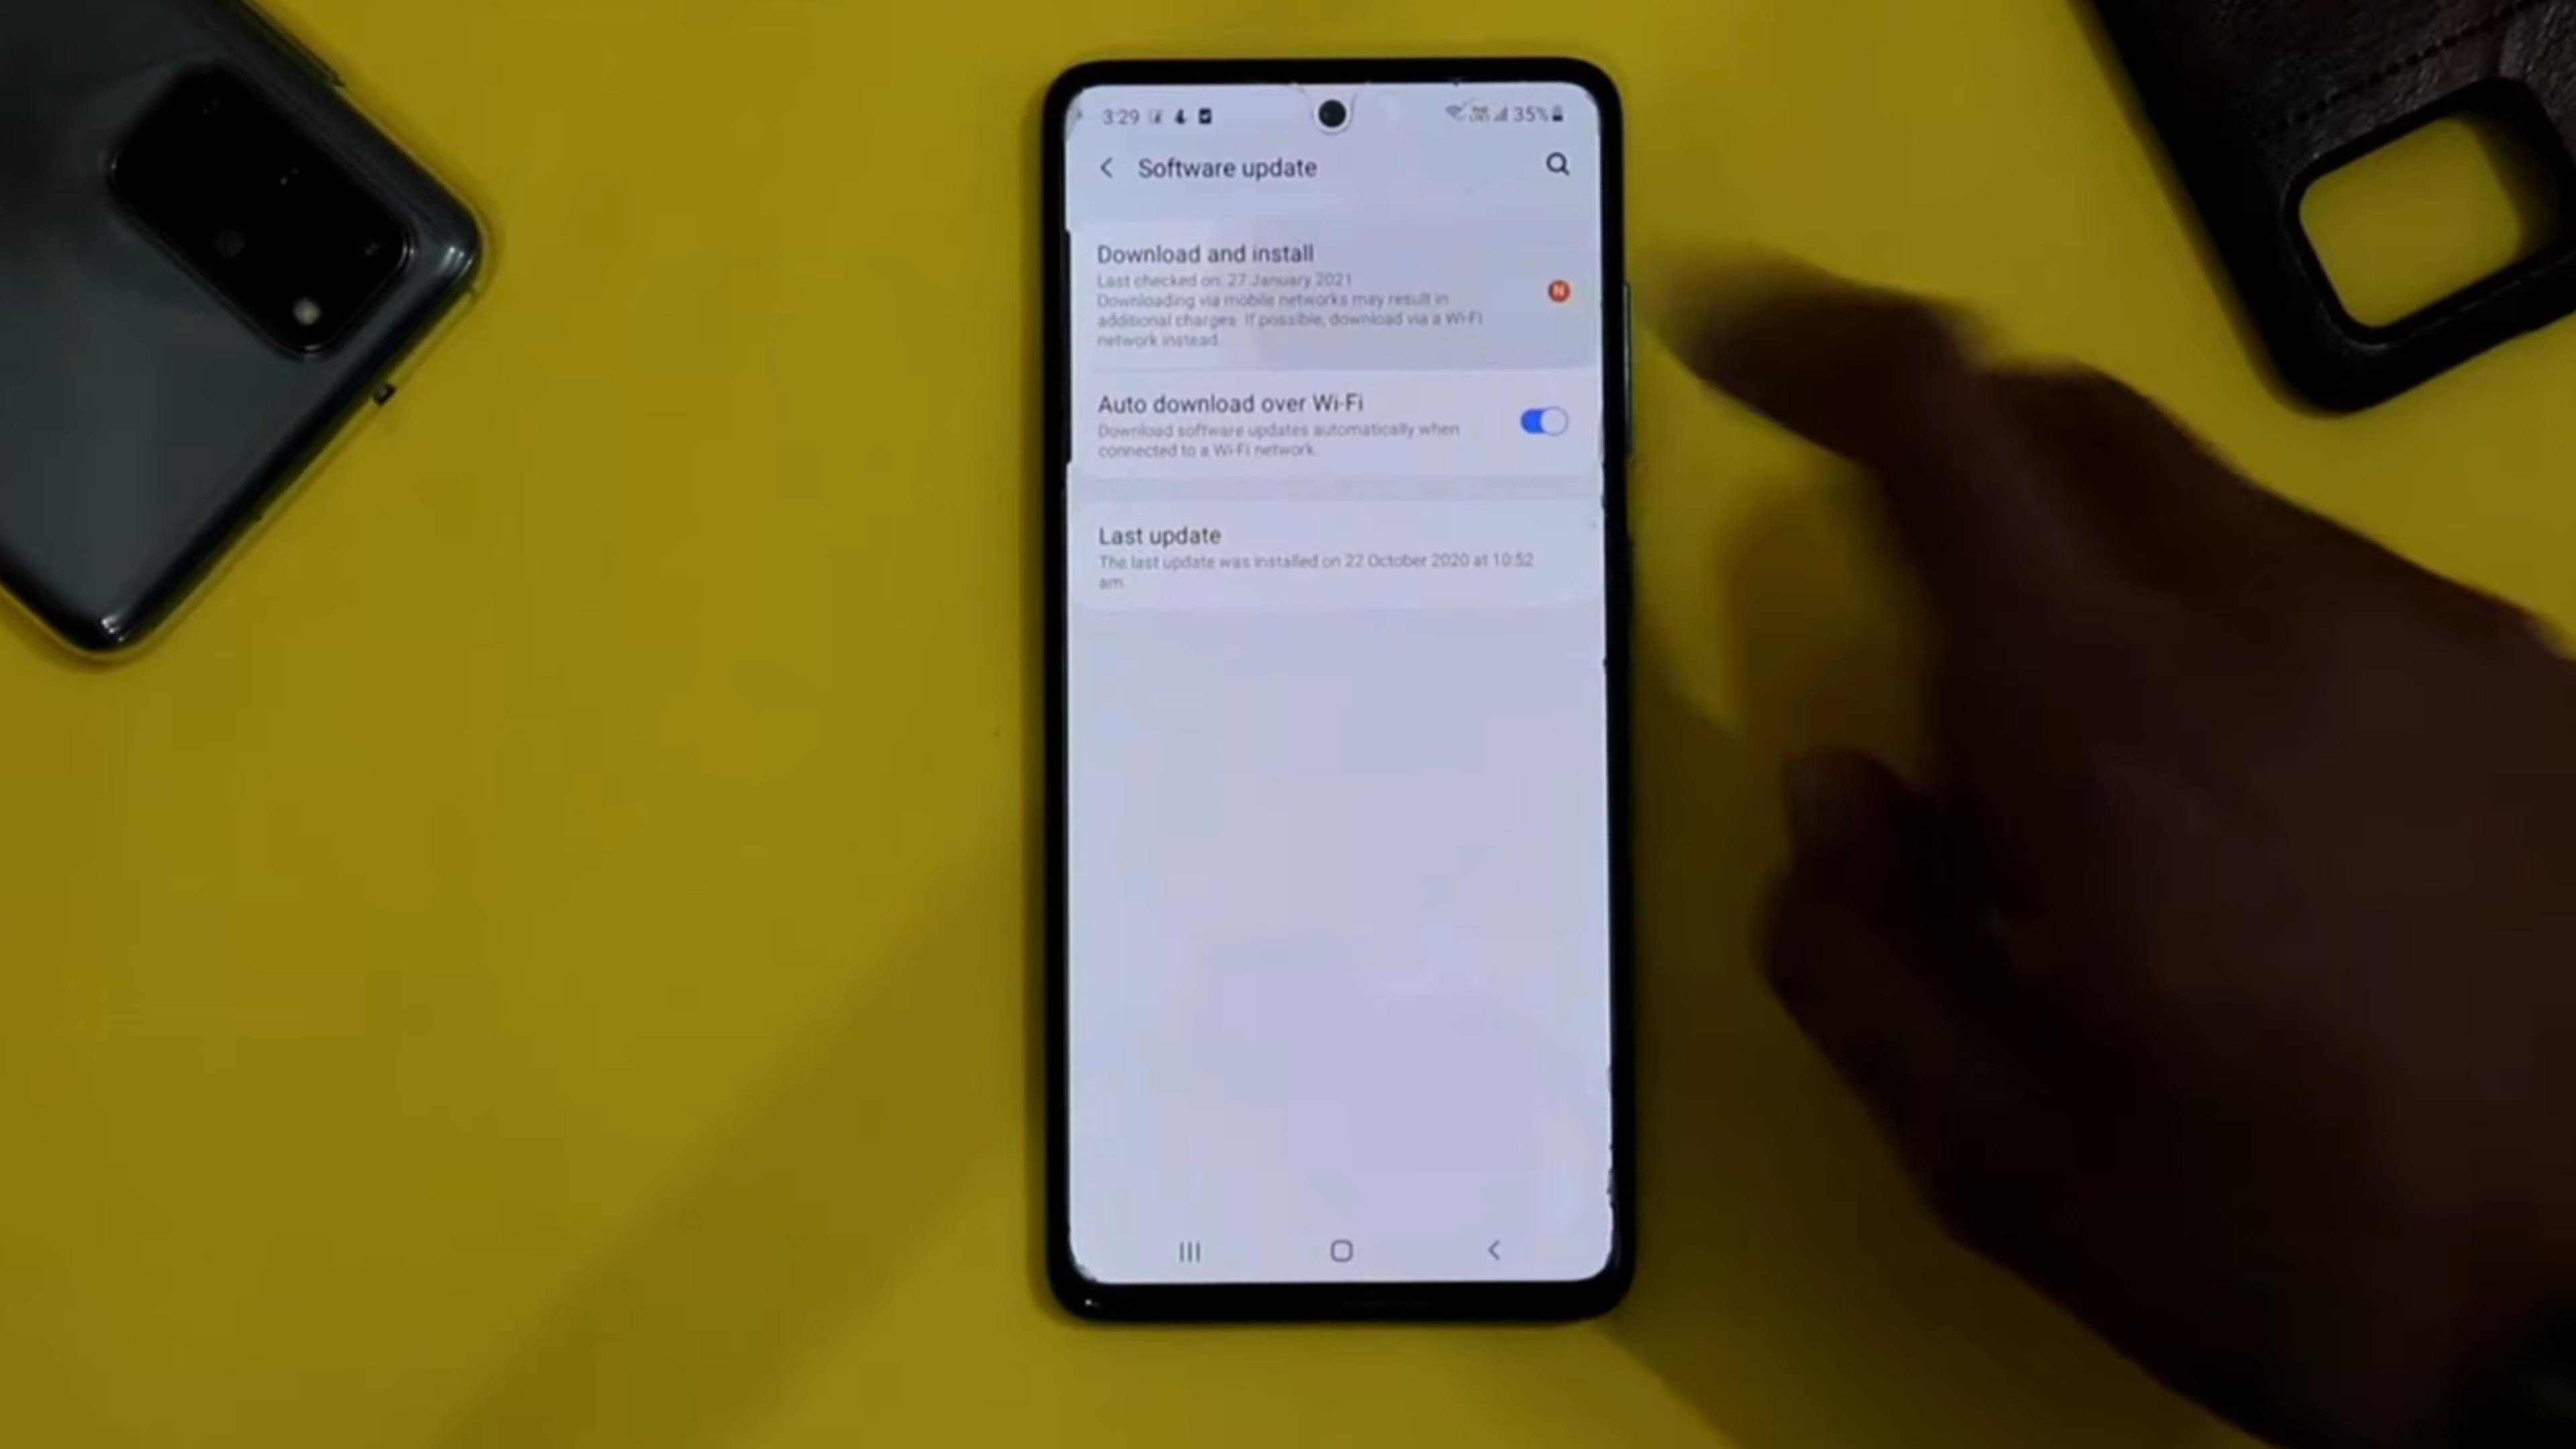 3:29
35%
Software update
Download and install
Last checked on: 27 January 2021
Downloading via mobile networks may result in
additional charges. If possible, download via a Wi-Fi
network instead.
N
Auto download over Wi-Fi
Download software updates automatically when
connected to a Wi-Fi network.
Last update
The last update was installed on 22 October 2020 at 10:52
am